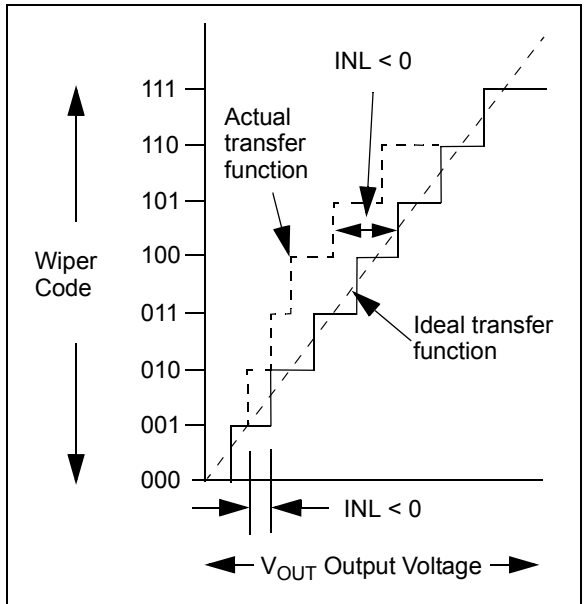 INL < 0
111
Actual
transfer
function
110
101
100
Wiper
Code
011
Ideal transfer
function
010
001
000
INL < 0
VOUT Output Voltage